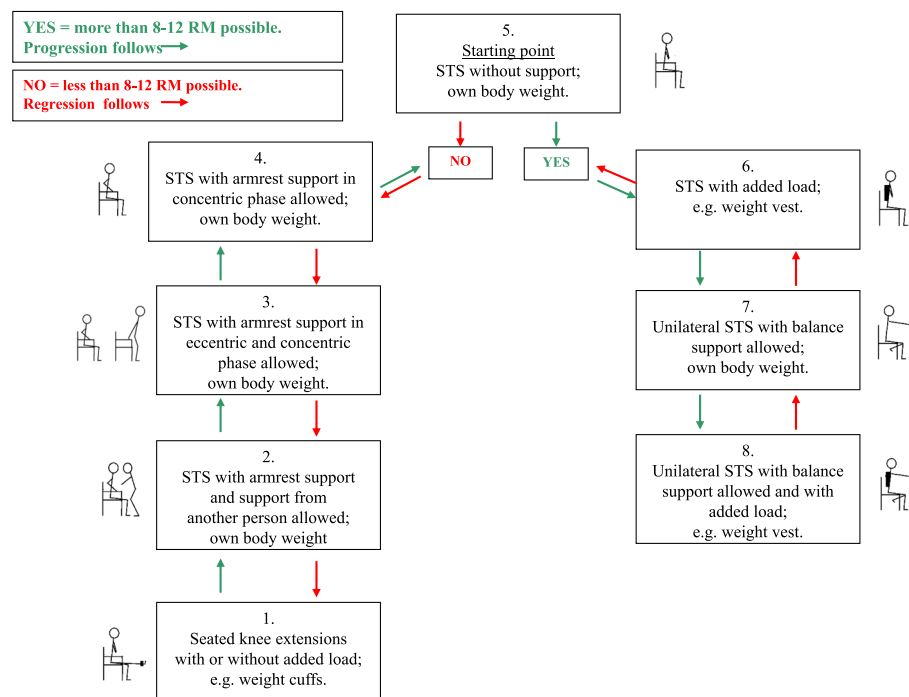 YES = more than 8-12 RM possible.
Progression follows
NO = less than 8-12 RM possible.
Regression follows
5.
Starting point
STS without support;
own body weight.
NO
YES
4.
STS with armrest support in
concentric phase allowed;
own body weight.
6.
STS with added load;
e.g. weight vest.
3.
STS with armrest support in
eccentric and concentric
phase allowed;
own body weight.
7.
Unilateral STS with balance
support allowed;
own body weight.
2.
STS with armrest support
and support from
another person allowed;
own body weight
8.
Unilateral STS with balance
support allowed and with
added load;
e.g. weight vest.
1.
Seated knee extensions
with or without added load;
e.g. weight cuffs.